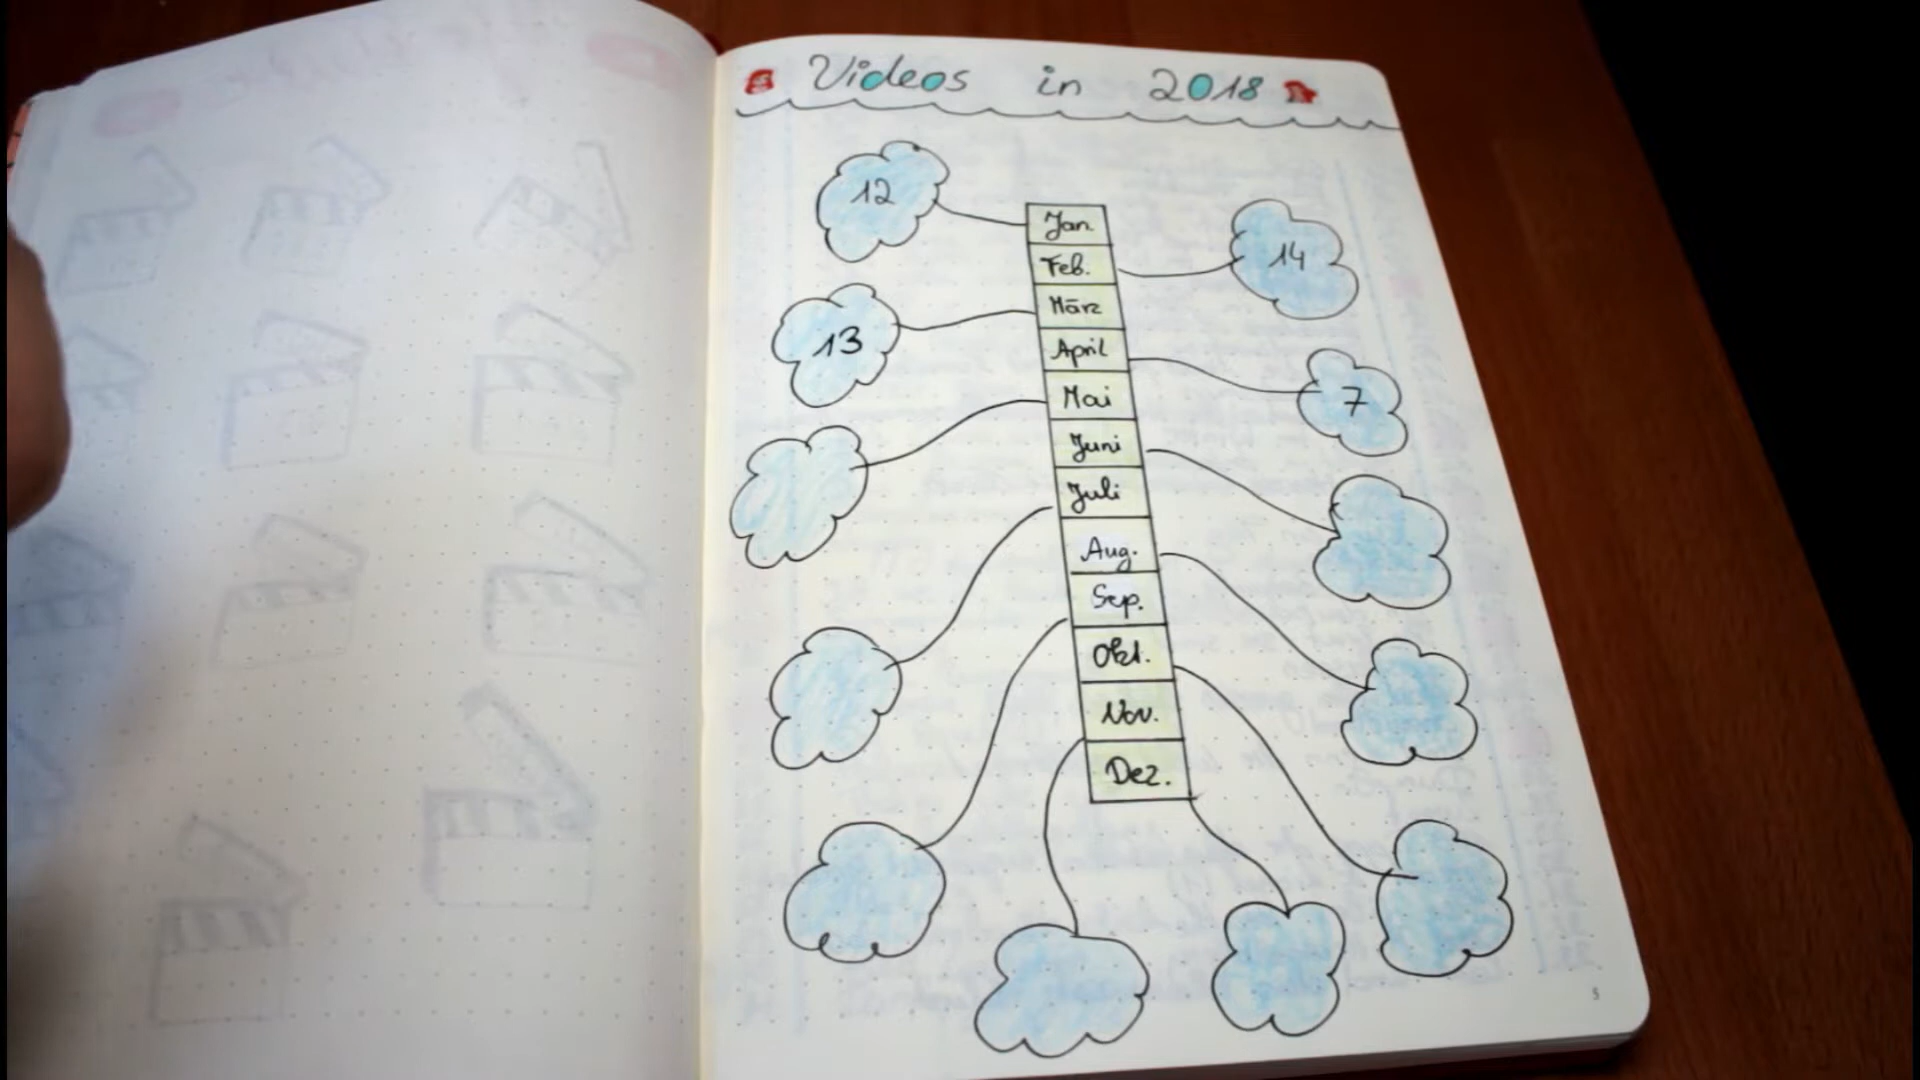 Videos in 2018
12
Jan.
14
Feb.
13
März
April
7
Mai
Juni
Juli
Aug.
Sep.
Okt.
Nov.
Dez.
5